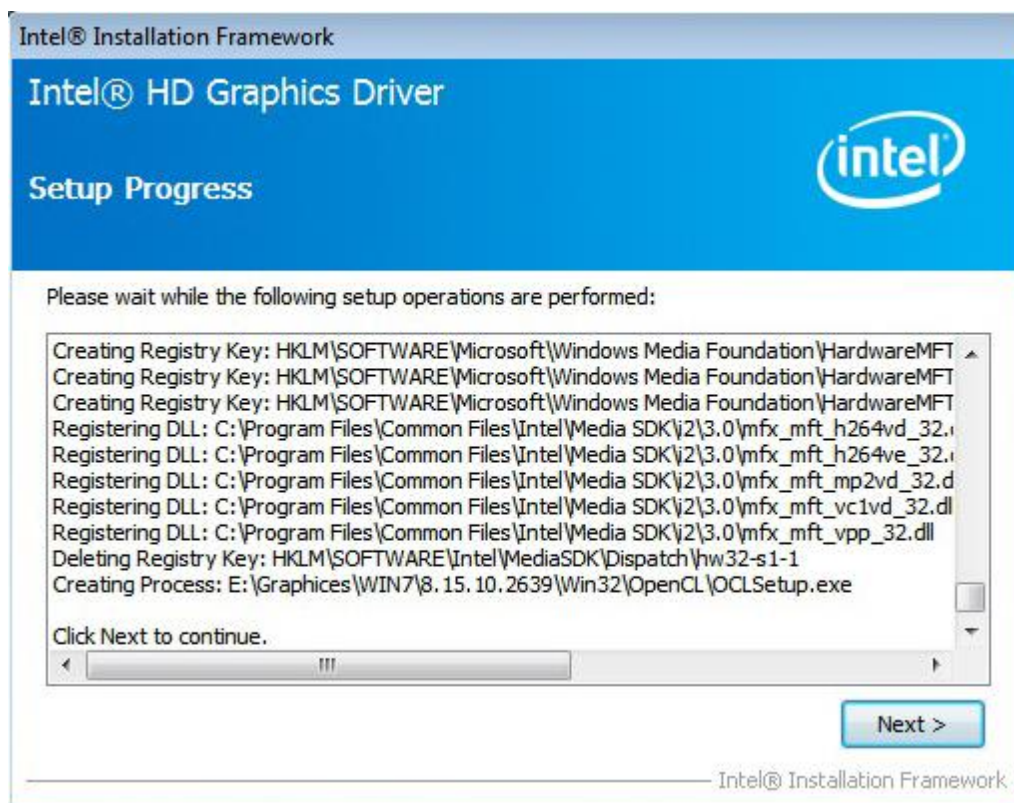 Intel® Installation Framework
Intel® HD Graphics Driver
intel
Setup Progress
Please wait while the following setup operations are performed:
Creating Registry Key: HKLM\SOFTWARE\Microsoft\Windows Media Foundation\HardwareMFT
Creating Registry Key: HKLM\SOFTWARE\Microsoft\Windows Media Foundation\HardwareMFT
Creating Registry Key: HKLM\SOFTWARE\Microsoft\Windows Media Foundation\HardwareMFT
Registering DLL: C:\Program Files\Common Files\Intel\Media SDK\i2\3.0\mfx_mft_h264vd_32.
Registering DLL: C:\Program Files\Common Files\Intel\Media SDK\i2\3.0\mfx_mft_h264ve_32.
Registering DLL: C:\Program Files\Common Files\Intel\Media SDK\i2\3.0\mfx_mft_mp2vd_32.d
Registering DLL: C:\Program Files\Common Files\Intel\Media SDK\i2\3.0\mfx_mft_vc1vd_32.dl
Registering DLL: C:\Program Files\Common Files\Intel\Media SDK\i2\3.0\mfx_mft_vpp_32.dll
Deleting Registry Key: HKLM\SOFTWARE\Intel\MediaSDK\Dispatch\hw32-s1-1
Creating Process: E:\Graphices\WIN7\8.15.10.2639\Win32\OpenCL\OCLSetup.exe
Click Next to continue.
Next >
Intel® Installation Framework